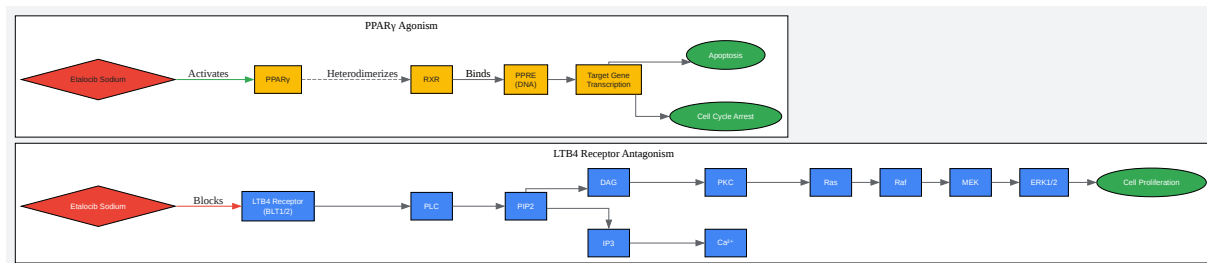 PPARγ Agonism
Etalocib Sodium
Activates
PPARγ
Heterodimerizes
RXR
Binds
PPRE
(DNA)
Target Gene
Transcription
Apoptosis
Cell Cycle Arrest
LTB4 Receptor Antagonism
Etalocib Sodium
Blocks
LTB4 Receptor
(BLT1/2)
PLC
PIP2
DAG
PKC
Ras
Raf
MEK
ERK1/2
Cell Proliferation
IP3
Ca²⁺